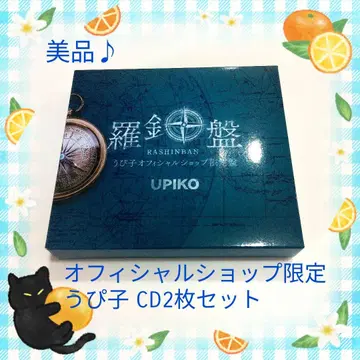 美品♪
羅針盤
RASHINBAN
うぴ子オフィシャルショップ限定盤
UPIKO
オフィシャルショップ限定
うぴ子 CD2枚セット